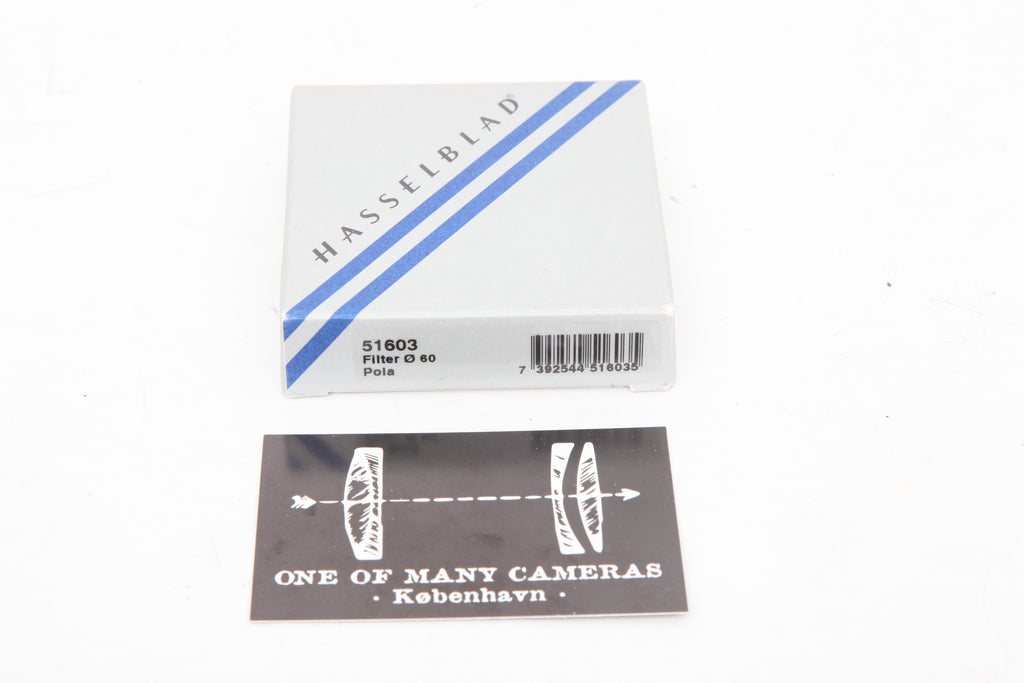 HASSELBLAD®
51603
Filter Ø 60
Pola
7 392544 516035
ONE OF MANY CAMERAS
· København ·